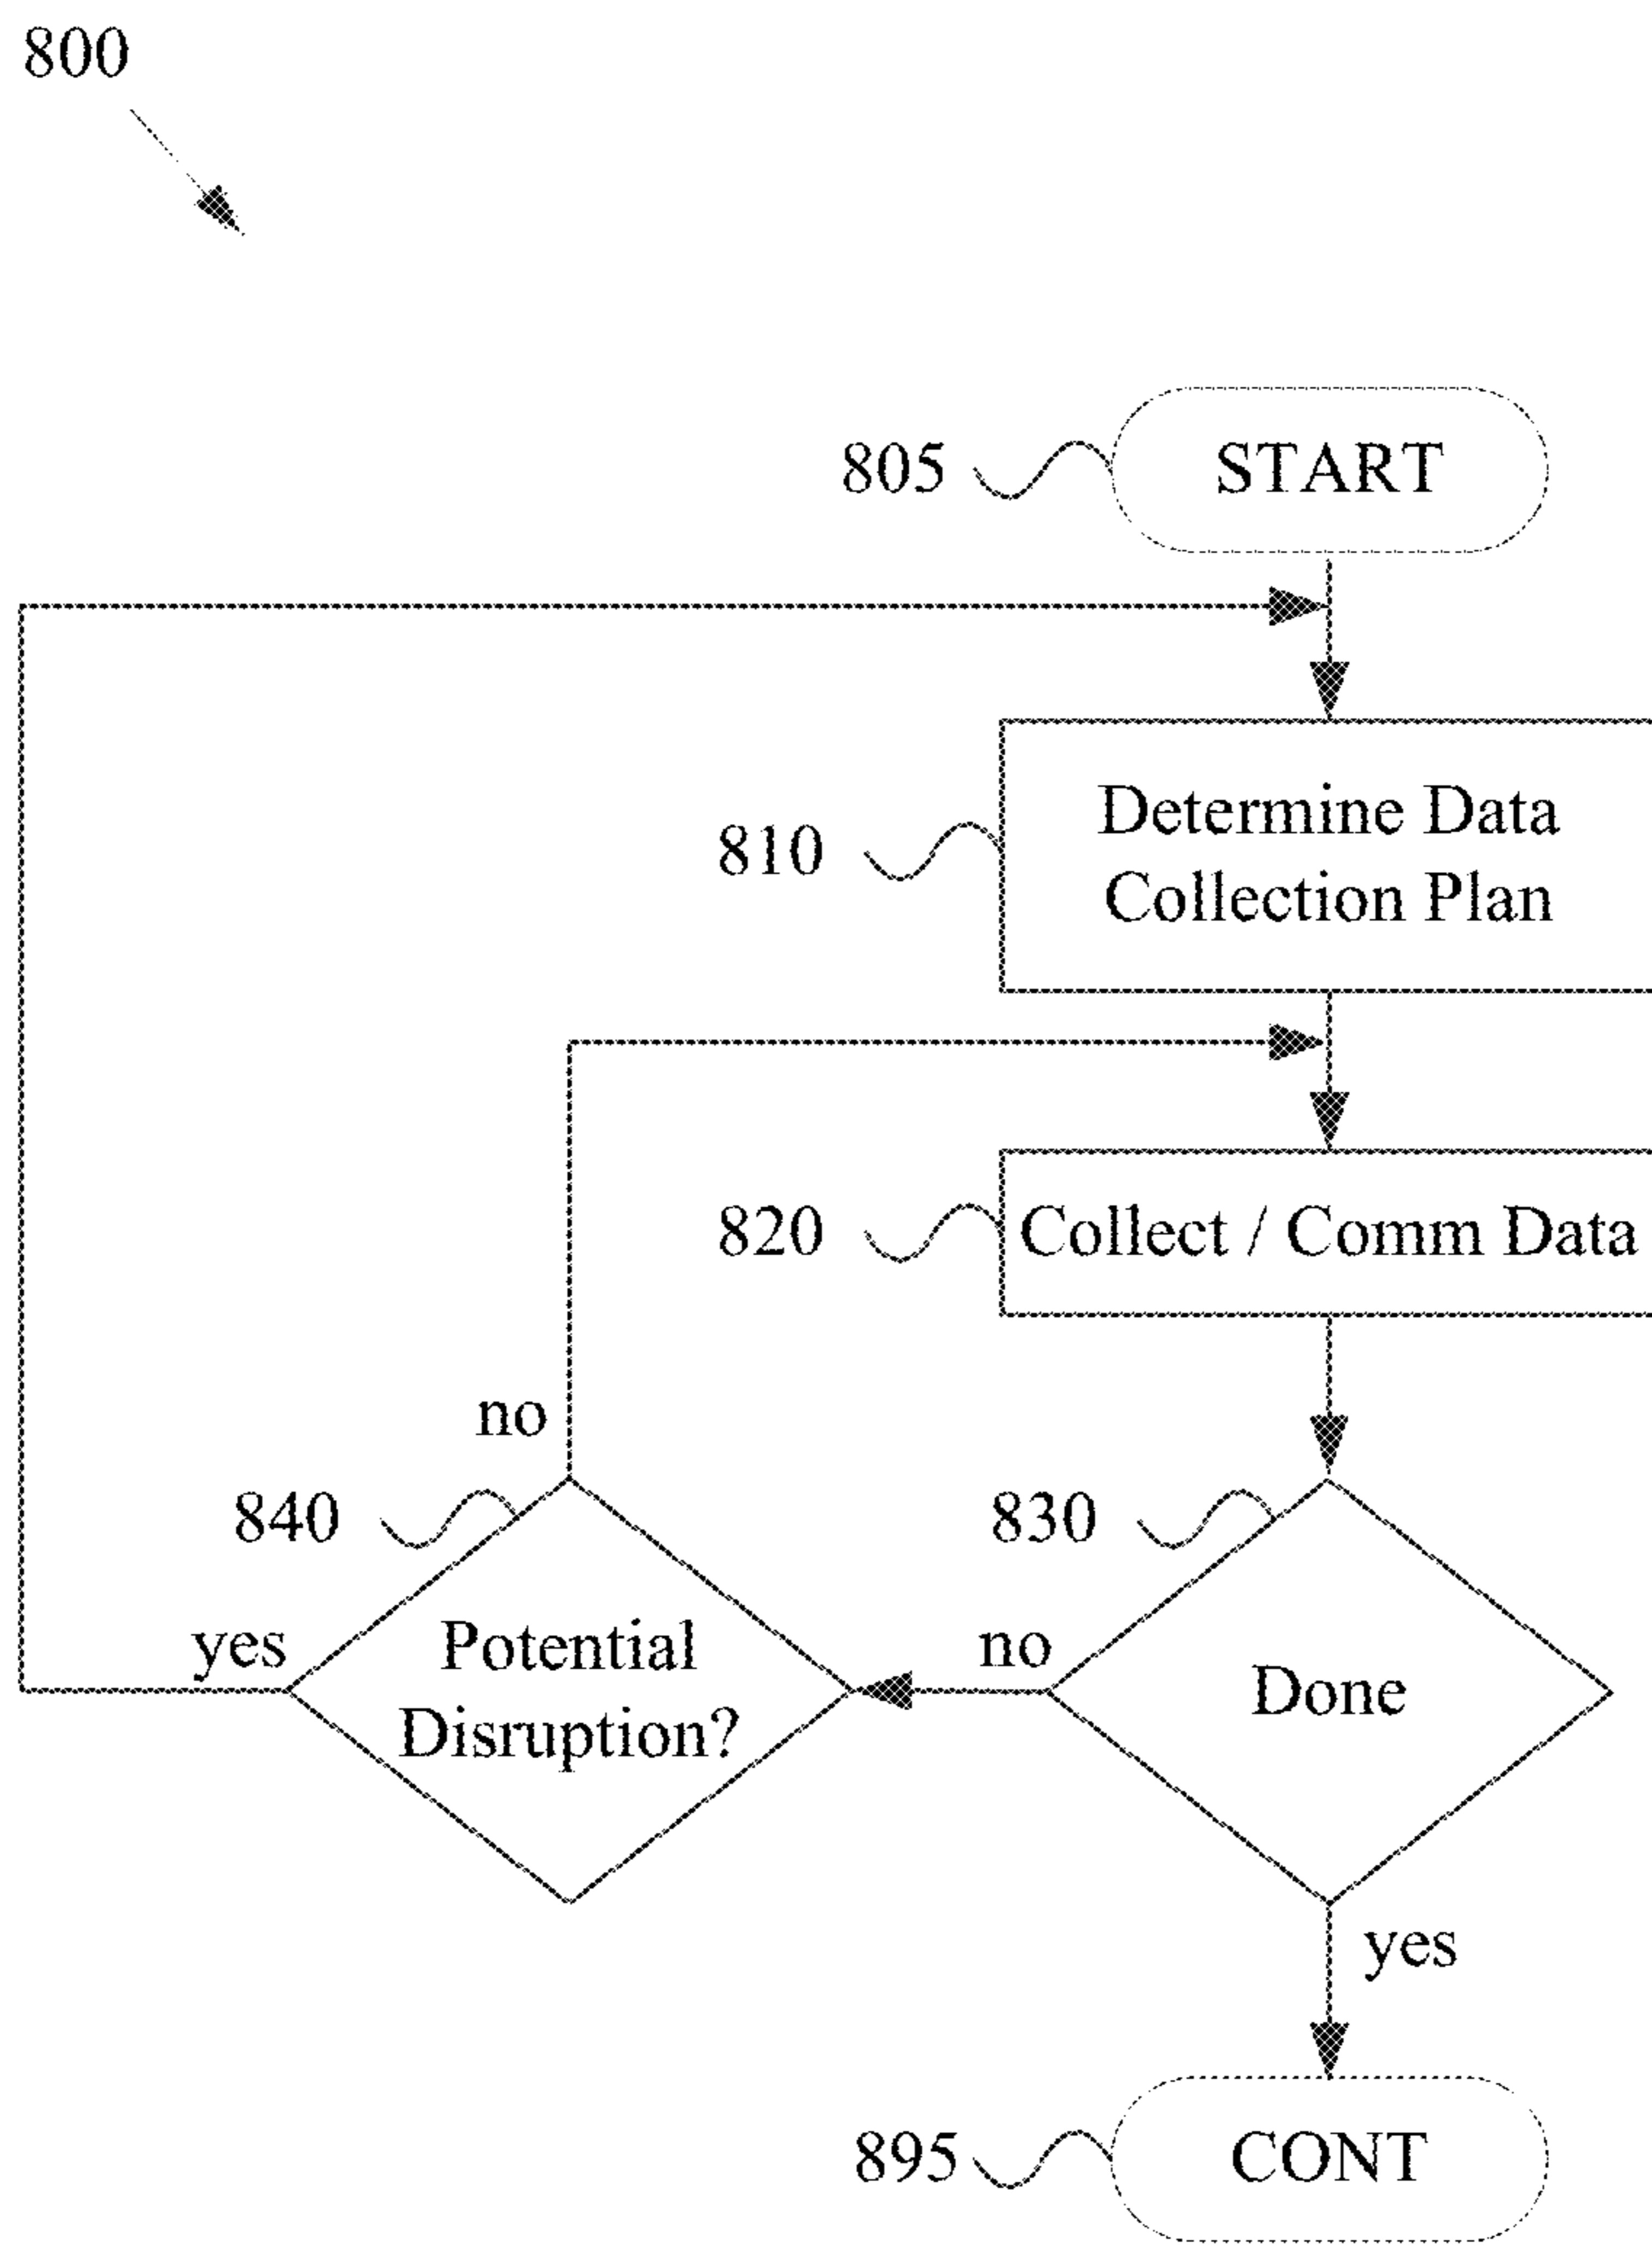 800
805 START
810 Determine Data
Collection Plan
820 Collect / Comm Data
no
840
830
yes Potential
Disruption?
no
Done
yes
895 CONT